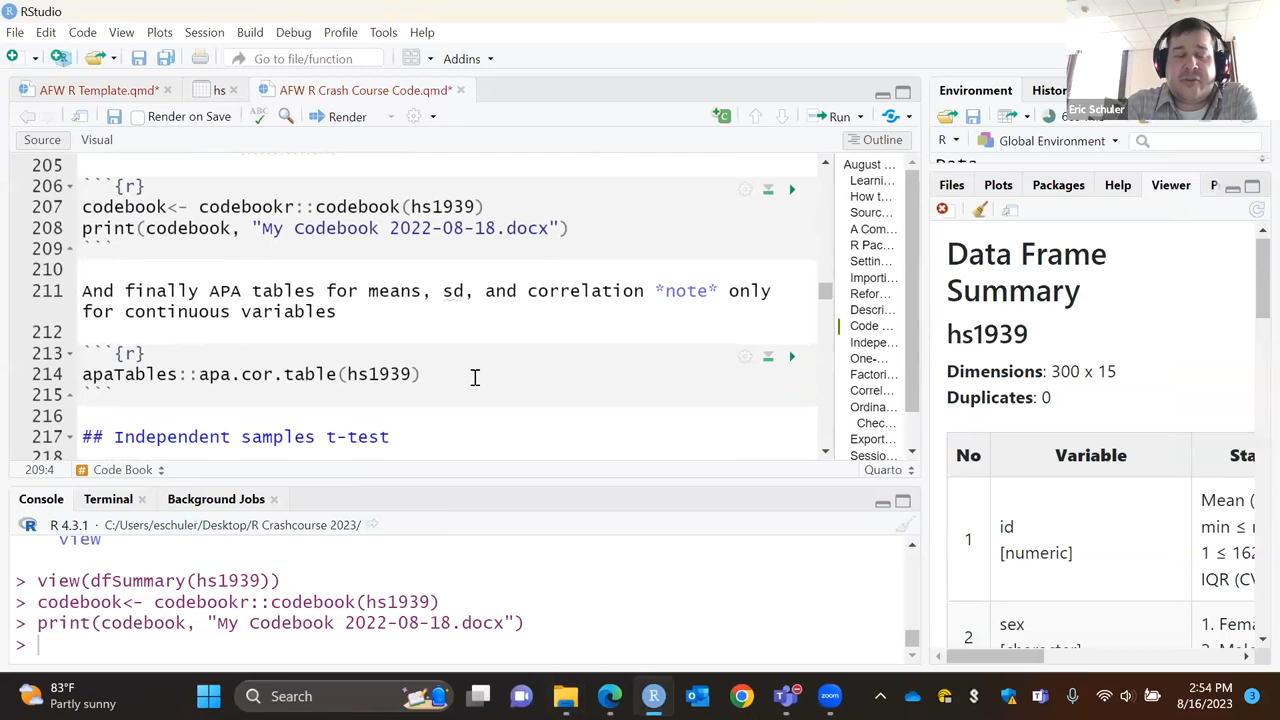 RStudio
File Edit Code View Plots Session Build Debug Profile Tools Help
Go to file/function Addins
AFW R Template.qmd* hs AFW R Crash Course Code.qmd*
Render on Save ABC Render Run
Source Visual Outline
205
206 ```{r}
207 codebook<- codebookr::codebook(hs1939)
208 print(codebook, "My Codebook 2022-08-18.docx")
209 ```
210
211 And finally APA tables for means, sd, and correlation *note* only
for continuous variables
212
213 ```{r}
214 apaTables::apa.cor.table(hs1939)
215 ```
216
217 ## Independent samples t-test
218
209:4 Code Book Quarto
August ...
Learni...
How t...
Sourc...
A Com...
R Pac...
Settin...
Importi...
Refor...
Descri...
Code ...
Indepe...
One-...
Factori...
Correl...
Ordina...
Chec...
Export...
Sessio...
Console Terminal Background Jobs
R 4.3.1 · C:/Users/eschuler/Desktop/R Crashcourse 2023/
view
> view(dfSummary(hs1939))
> codebook<- codebookr::codebook(hs1939)
> print(codebook, "My Codebook 2022-08-18.docx")
>
Environment Histor
Eric Schuler
R Global Environment
Data
Files Plots Packages Help Viewer P
Data Frame
Summary
hs1939
Dimensions: 300 x 15
Duplicates: 0
No Variable Sta
1 id
[numeric]
Mean (
min ≤ r
1 ≤ 162
IQR (CV
2 sex
1. Fema
83°F
Partly sunny
Search
zoom
2:54 PM
8/16/2023
3